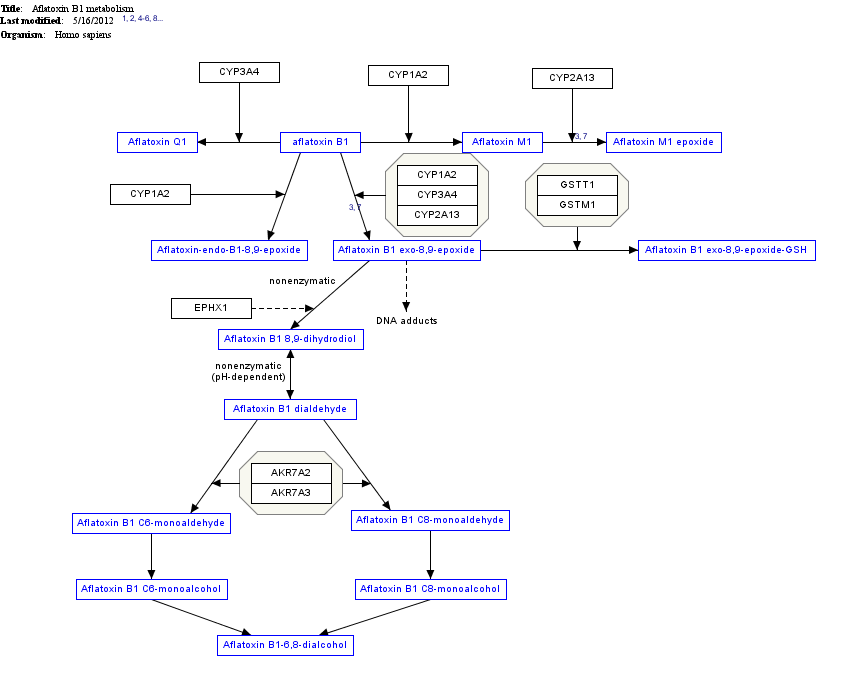 Title: Aflatoxin B1 metabolism
Last modified: 5/16/2012 1, 2, 4-6, 8...
Organism: Homo sapiens
CYP3A4
CYP1A2
CYP2A13
Aflatoxin Q1
aflatoxin B1
Aflatoxin M1
3, 7
Aflatoxin M1 epoxide
CYP1A2
CYP3A4
CYP2A13
GSTT1
GSTM1
CYP1A2
3, 7
Aflatoxin-endo-B1-8,9-epoxide
Aflatoxin B1 exo-8,9-epoxide
Aflatoxin B1 exo-8,9-epoxide-GSH
nonenzymatic
EPHX1
DNA adducts
Aflatoxin B1 8,9-dihydrodiol
nonenzymatic
(pH-dependent)
Aflatoxin B1 dialdehyde
AKR7A2
AKR7A3
Aflatoxin B1 C6-monoaldehyde
Aflatoxin B1 C8-monoaldehyde
Aflatoxin B1 C6-monoalcohol
Aflatoxin B1 C8-monoalcohol
Aflatoxin B1-6,8-dialcohol